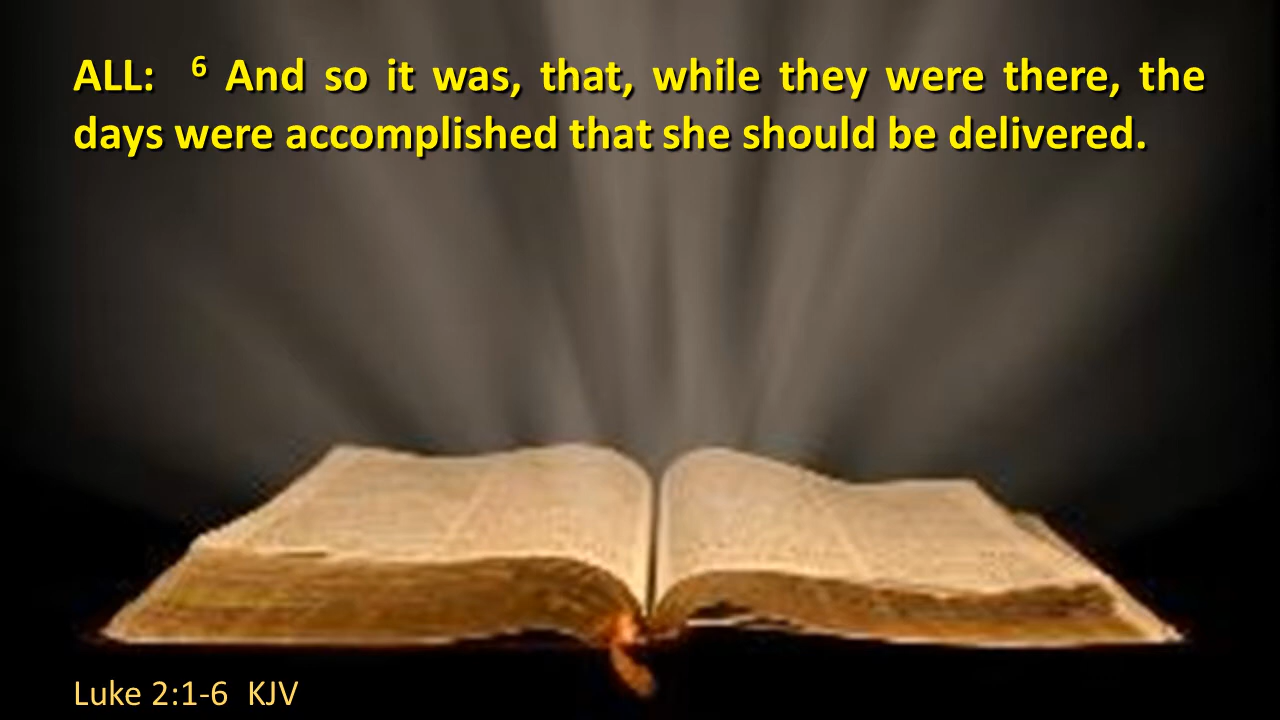 ALL: ⁶ And so it was, that, while they were there, the
days were accomplished that she should be delivered.
Luke 2:1-6 KJV